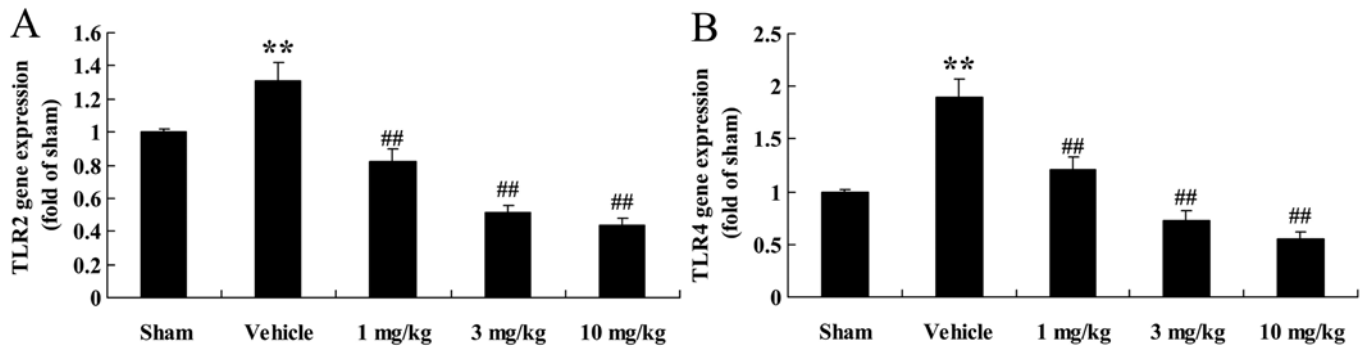 A
TLR2 gene expression
(fold of sham)
1.6
1.4
1.2
1
0.8
0.6
0.4
0.2
0
**
##
##
##
Sham Vehicle 1 mg/kg 3 mg/kg 10 mg/kg
B
TLR4 gene expression
(fold of sham)
2.5
2
1.5
1
0.5
0
**
##
##
##
Sham Vehicle 1 mg/kg 3 mg/kg 10 mg/kg